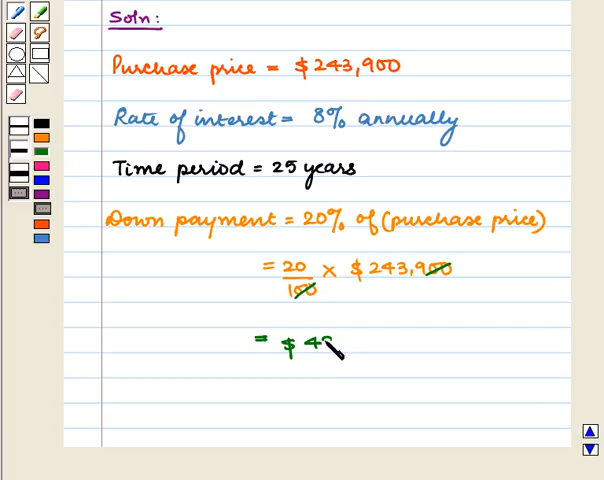 Soln:
Purchase price = $243,900
Rate of interest = 8% annually
Time period = 25 years
Down payment = 20% of (purchase price)
= 20/100 × $243,900
= $4